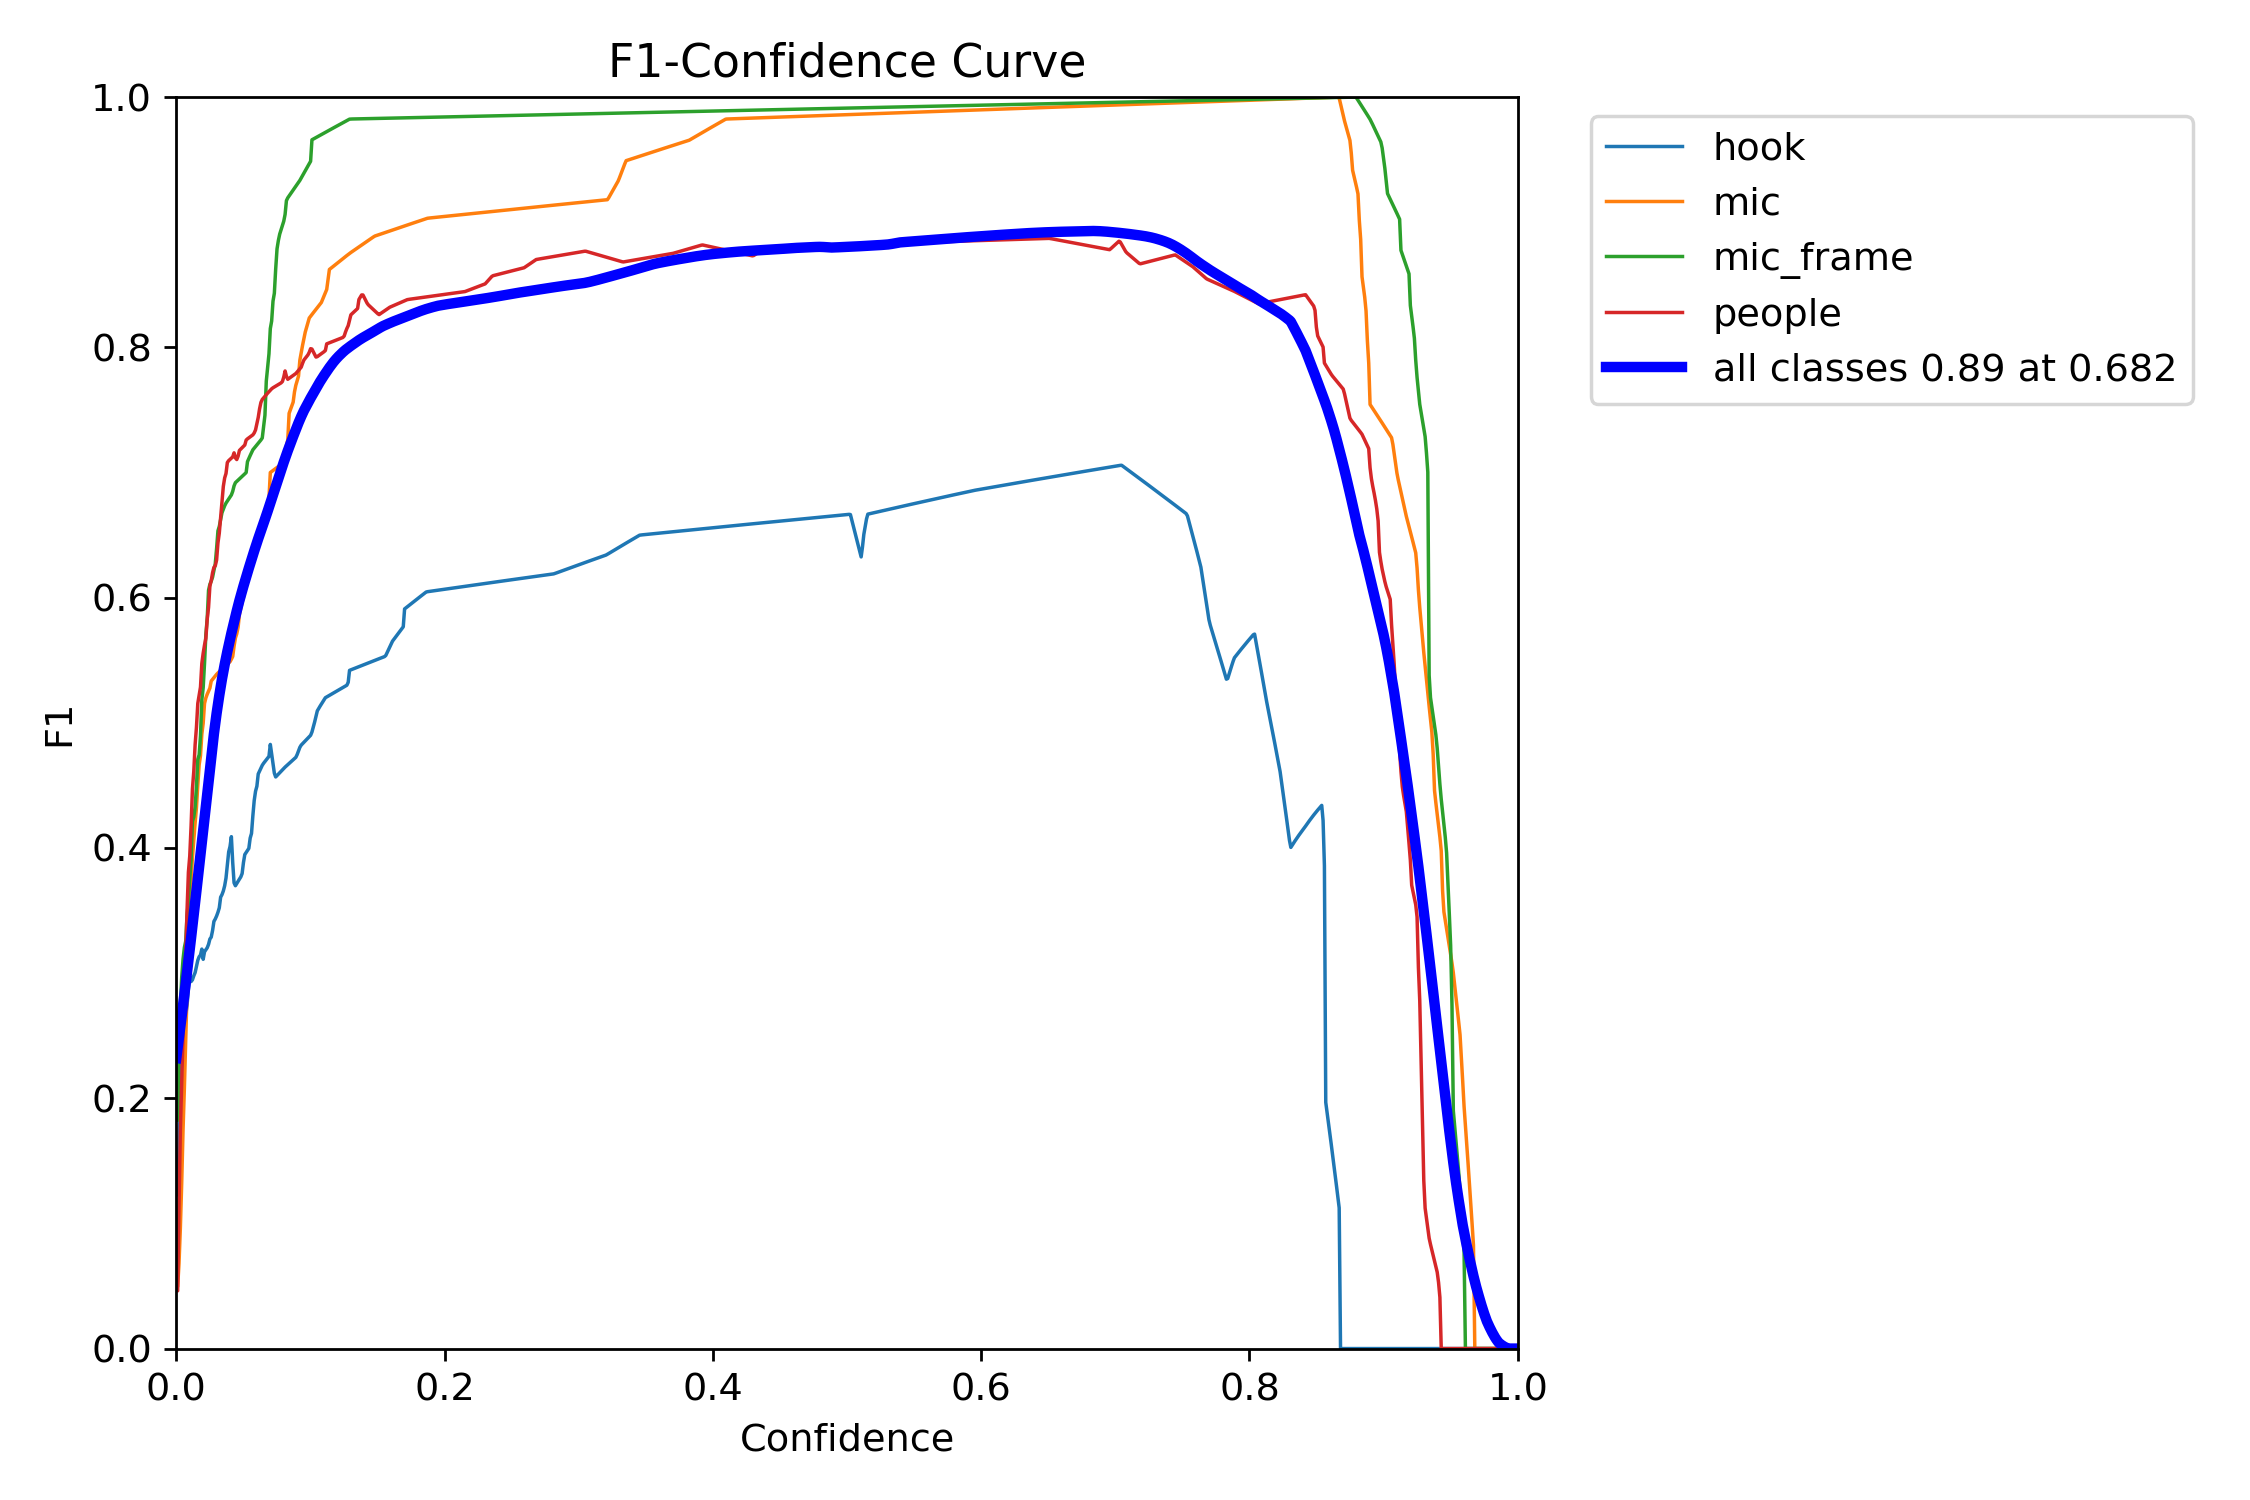 F1-Confidence Curve
1.0
0.8
0.6
0.4
0.2
0.0
F1
0.0 0.2 0.4 0.6 0.8 1.0
Confidence
hook
mic
mic_frame
people
all classes 0.89 at 0.682